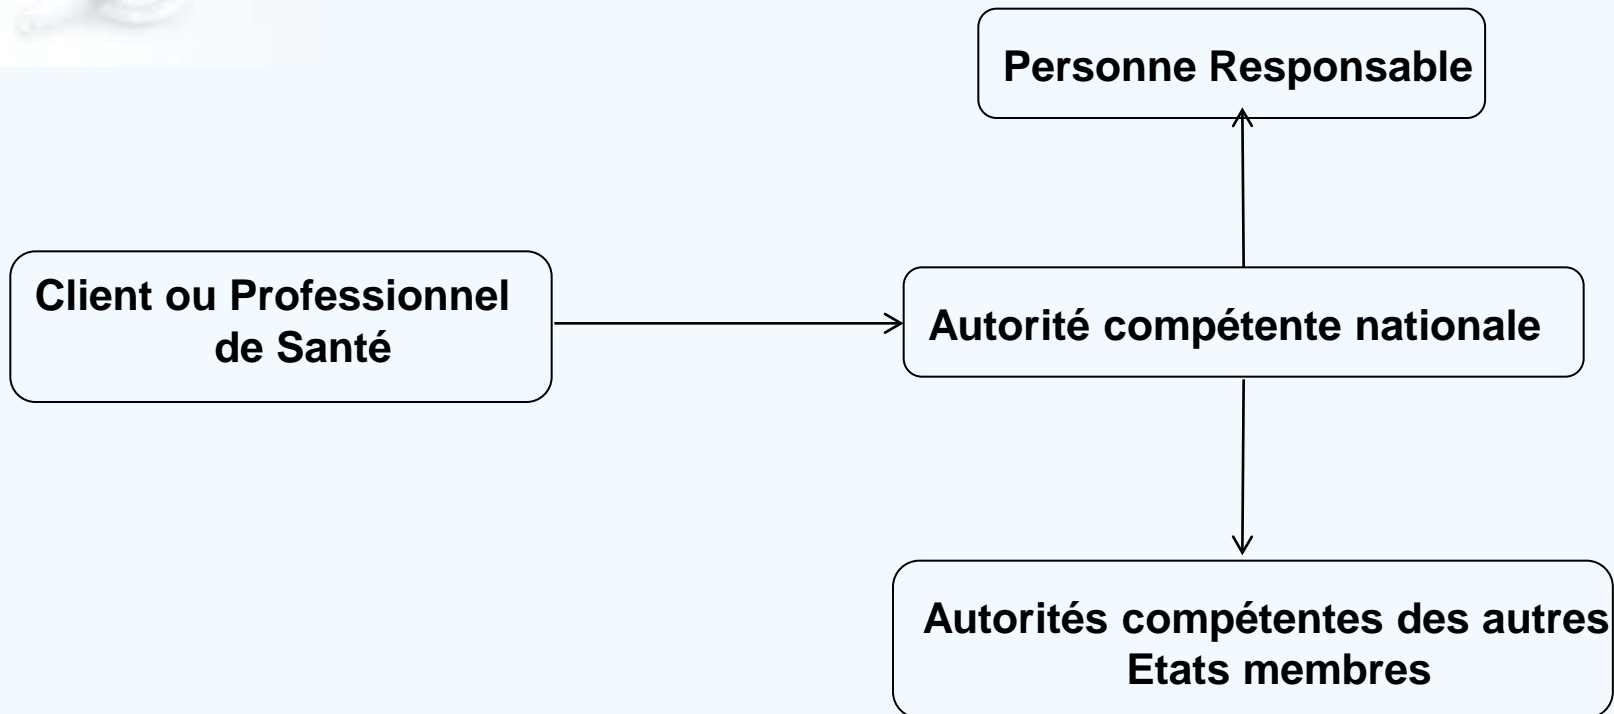 Personne Responsable
Client ou Professionnel
de Santé
Autorité compétente nationale
Autorités compétentes des autres
Etats membres